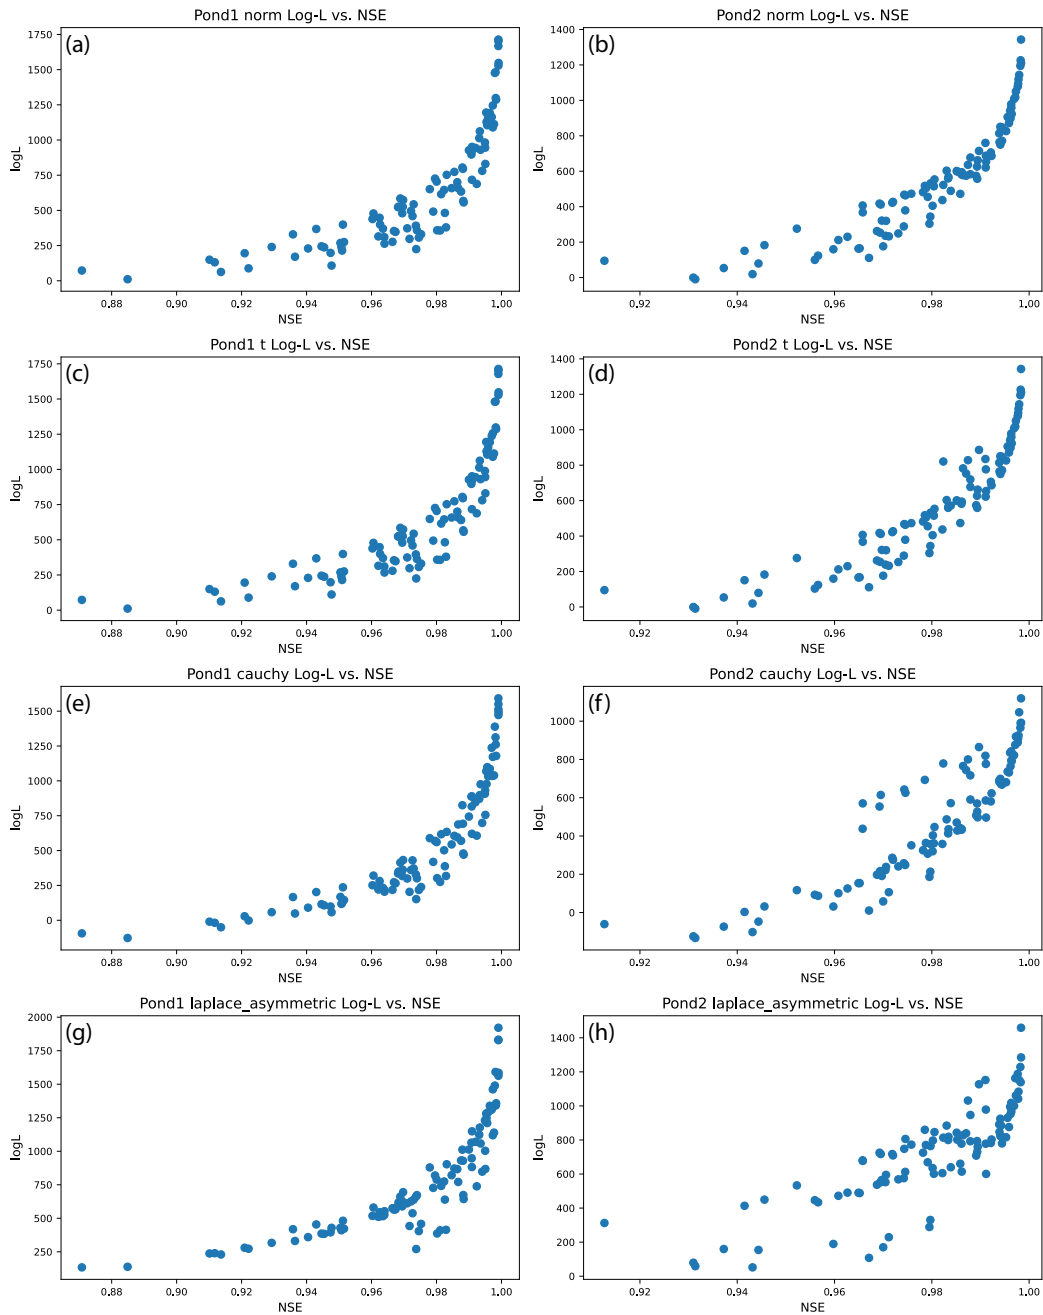 Pond1 norm Log-L vs. NSE
(a)
1750
1500
1250
1000
750
500
250
0
logL
0.88 0.90 0.92 0.94 0.96 0.98 1.00
NSE
Pond2 norm Log-L vs. NSE
(b)
1400
1200
1000
800
600
400
200
0
logL
0.92 0.94 0.96 0.98 1.00
NSE
Pond1 t Log-L vs. NSE
(c)
1750
1500
1250
1000
750
500
250
0
logL
0.88 0.90 0.92 0.94 0.96 0.98 1.00
NSE
Pond2 t Log-L vs. NSE
(d)
1400
1200
1000
800
600
400
200
0
logL
0.92 0.94 0.96 0.98 1.00
NSE
Pond1 cauchy Log-L vs. NSE
(e)
1500
1250
1000
750
500
250
0
logL
0.88 0.90 0.92 0.94 0.96 0.98 1.00
NSE
Pond2 cauchy Log-L vs. NSE
(f)
1000
800
600
400
200
0
logL
0.92 0.94 0.96 0.98 1.00
NSE
Pond1 laplace_asymmetric Log-L vs. NSE
(g)
2000
1750
1500
1250
1000
750
500
250
logL
0.88 0.90 0.92 0.94 0.96 0.98 1.00
NSE
Pond2 laplace_asymmetric Log-L vs. NSE
(h)
1400
1200
1000
800
600
400
200
0
logL
0.92 0.94 0.96 0.98 1.00
NSE